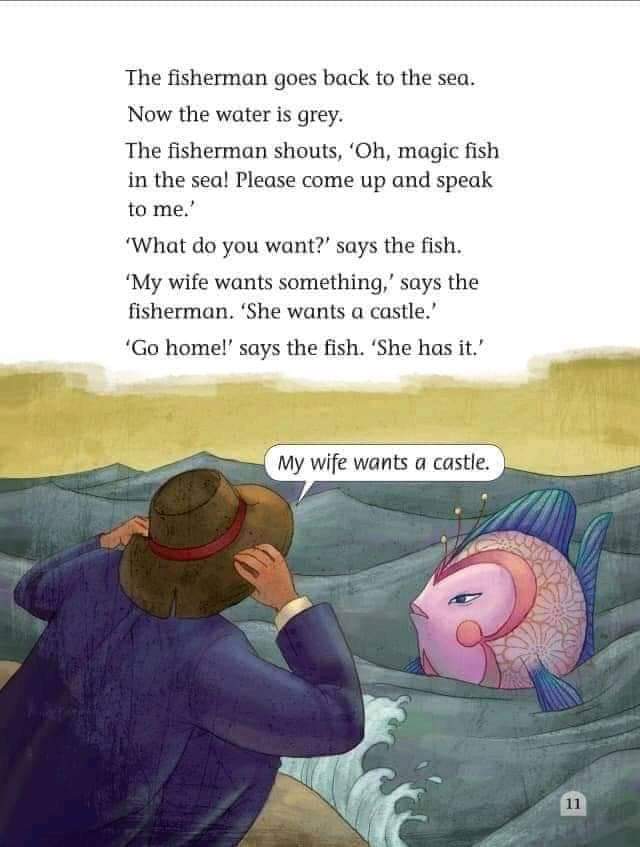 The fisherman goes back to the sea.
Now the water is grey.
The fisherman shouts, ‘Oh, magic fish
in the sea! Please come up and speak
to me.’
‘What do you want?’ says the fish.
‘My wife wants something,’ says the
fisherman. ‘She wants a castle.’
‘Go home!’ says the fish. ‘She has it.’
My wife wants a castle.
11